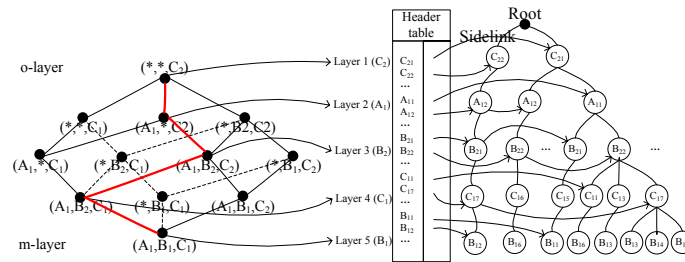 o-layer
(*,*,C2)
(*,*,C1)
(A1,*,C2)
(*,B2,C2)
(A1,*,C1)
(*,B2,C1)
(A1,B2,C2)
(*,B1,C2)
(A1,B2,C1)
(*,B1,C1)
(A1,B1,C2)
(A1,B1,C1)
m-layer
Layer 1 (C2)
Layer 2 (A1)
Layer 3 (B2)
Layer 4 (C1)
Layer 5 (B1)
Header
table
C21
C22
...
A11
A12
...
B21
B22
...
C11
C17
...
B11
B12
...
Root
Sidelink
C22 C21
A12 A12 A11
B21 B22 ... B21 B22 ...
C17 C16 C15 C11 C13 C17
B12 B16 B11 B16 B13 B13 B14